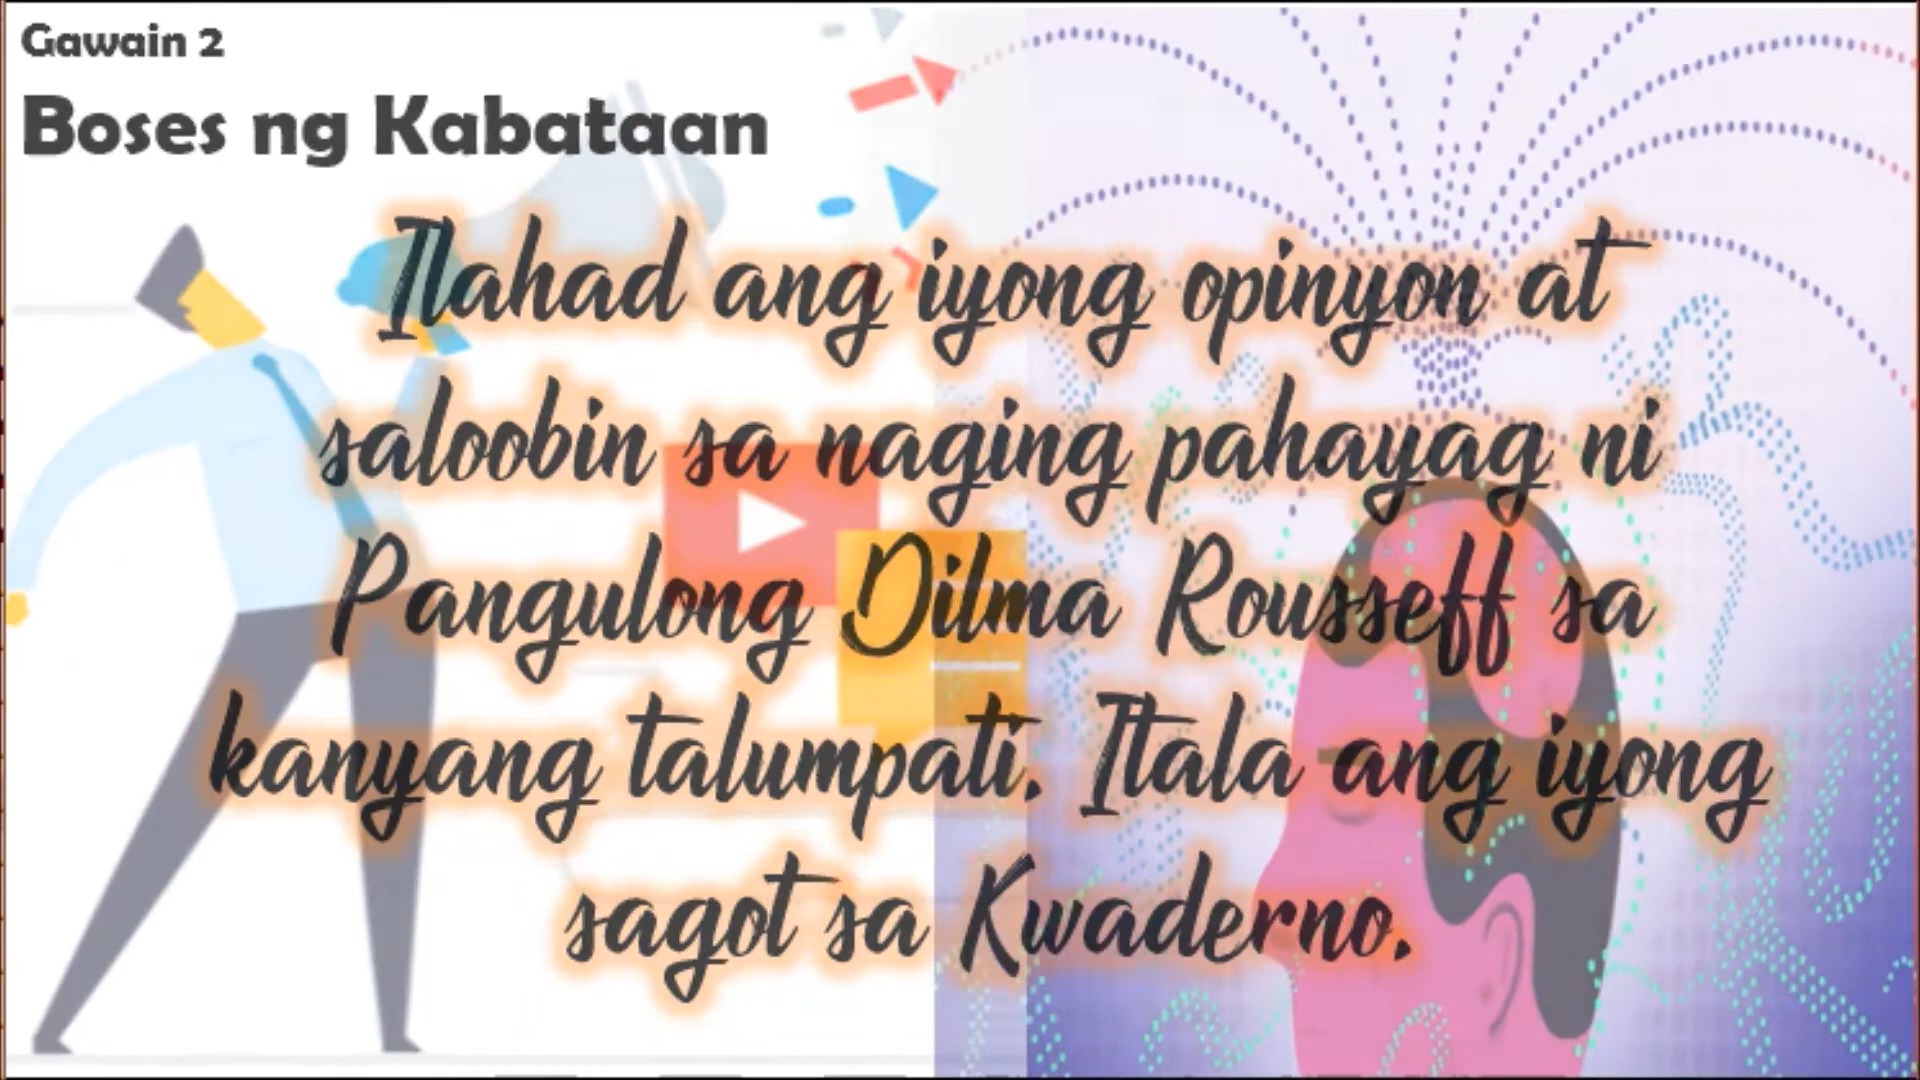 Gawain 2
Boses ng Kabataan
Ilahad ang iyong opinyon at
saloobin sa naging pahayag ni
Pangulong Dilma Rousseff sa
kanyang talumpati. Itala ang iyong
sagot sa Kwaderno.